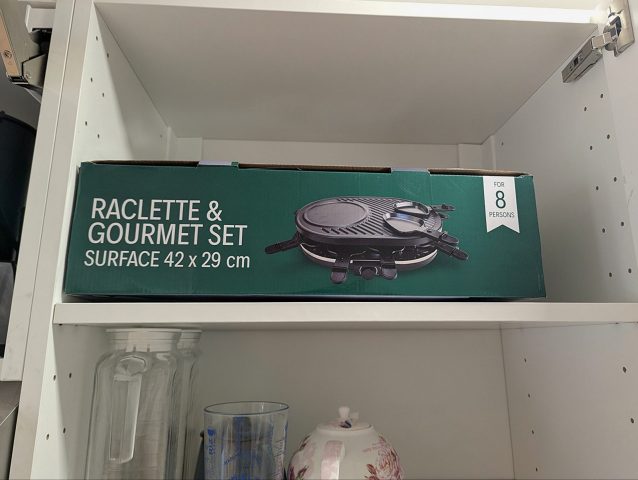 RACLETTE &
GOURMET SET
SURFACE 42 x 29 cm
FOR
8
PERSONS